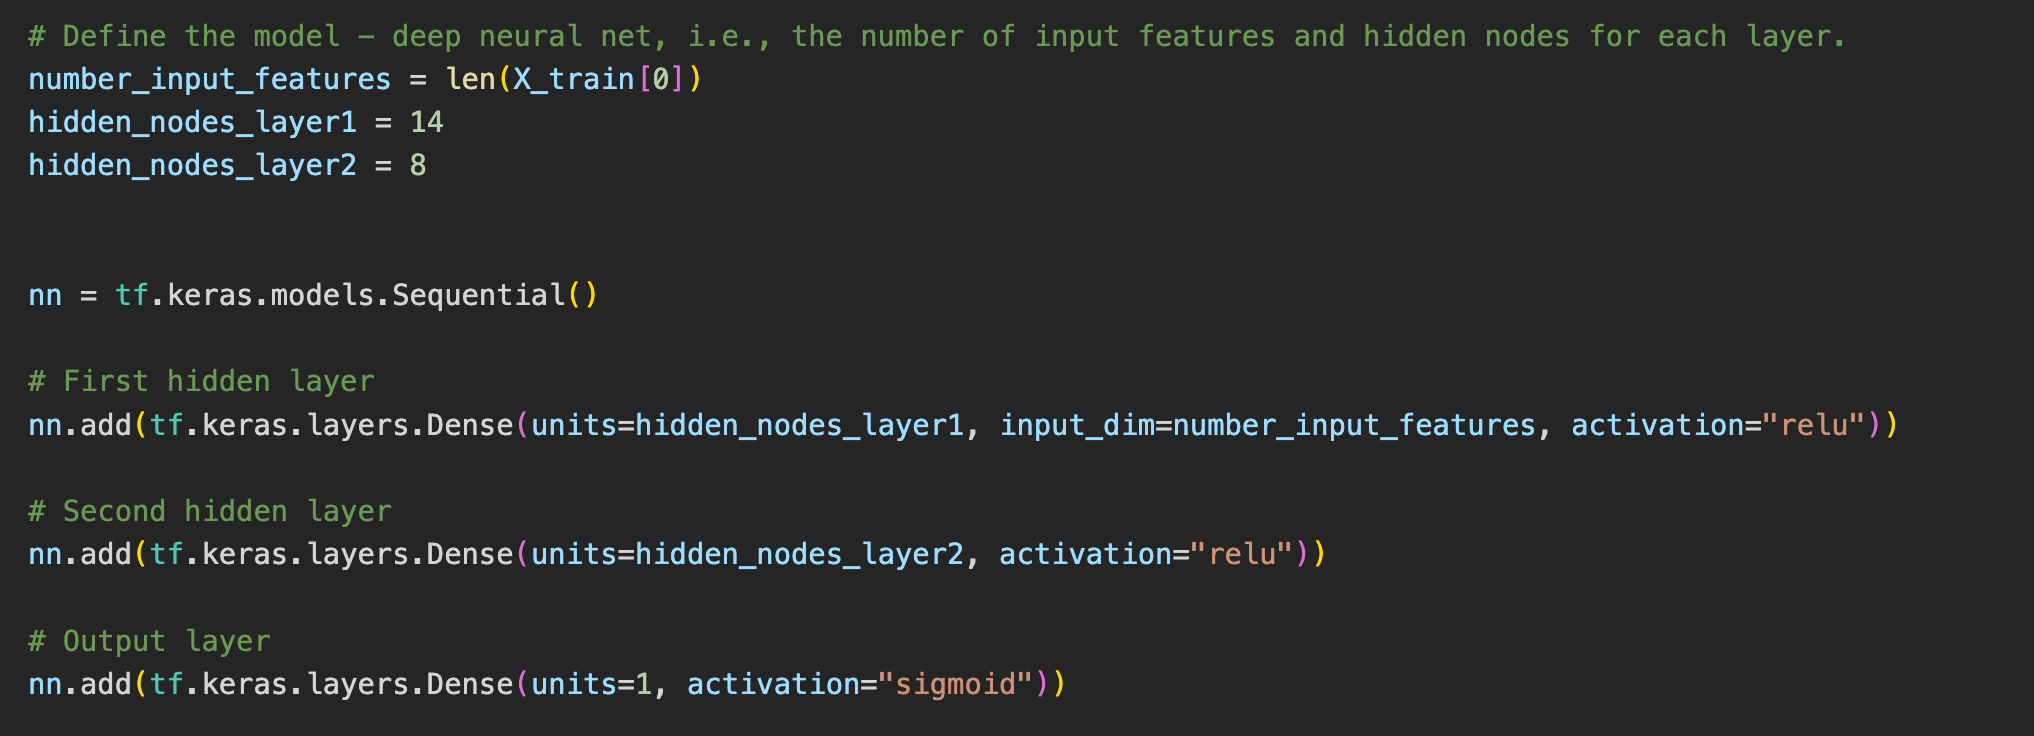 # Define the model – deep neural net, i.e., the number of input features and hidden nodes for each layer.
number_input_features = len(X_train[0])
hidden_nodes_layer1 = 14
hidden_nodes_layer2 = 8
nn = tf.keras.models.Sequential()
# First hidden layer
nn.add(tf.keras.layers.Dense(units=hidden_nodes_layer1, input_dim=number_input_features, activation="relu"))
# Second hidden layer
nn.add(tf.keras.layers.Dense(units=hidden_nodes_layer2, activation="relu"))
# Output layer
nn.add(tf.keras.layers.Dense(units=1, activation="sigmoid"))